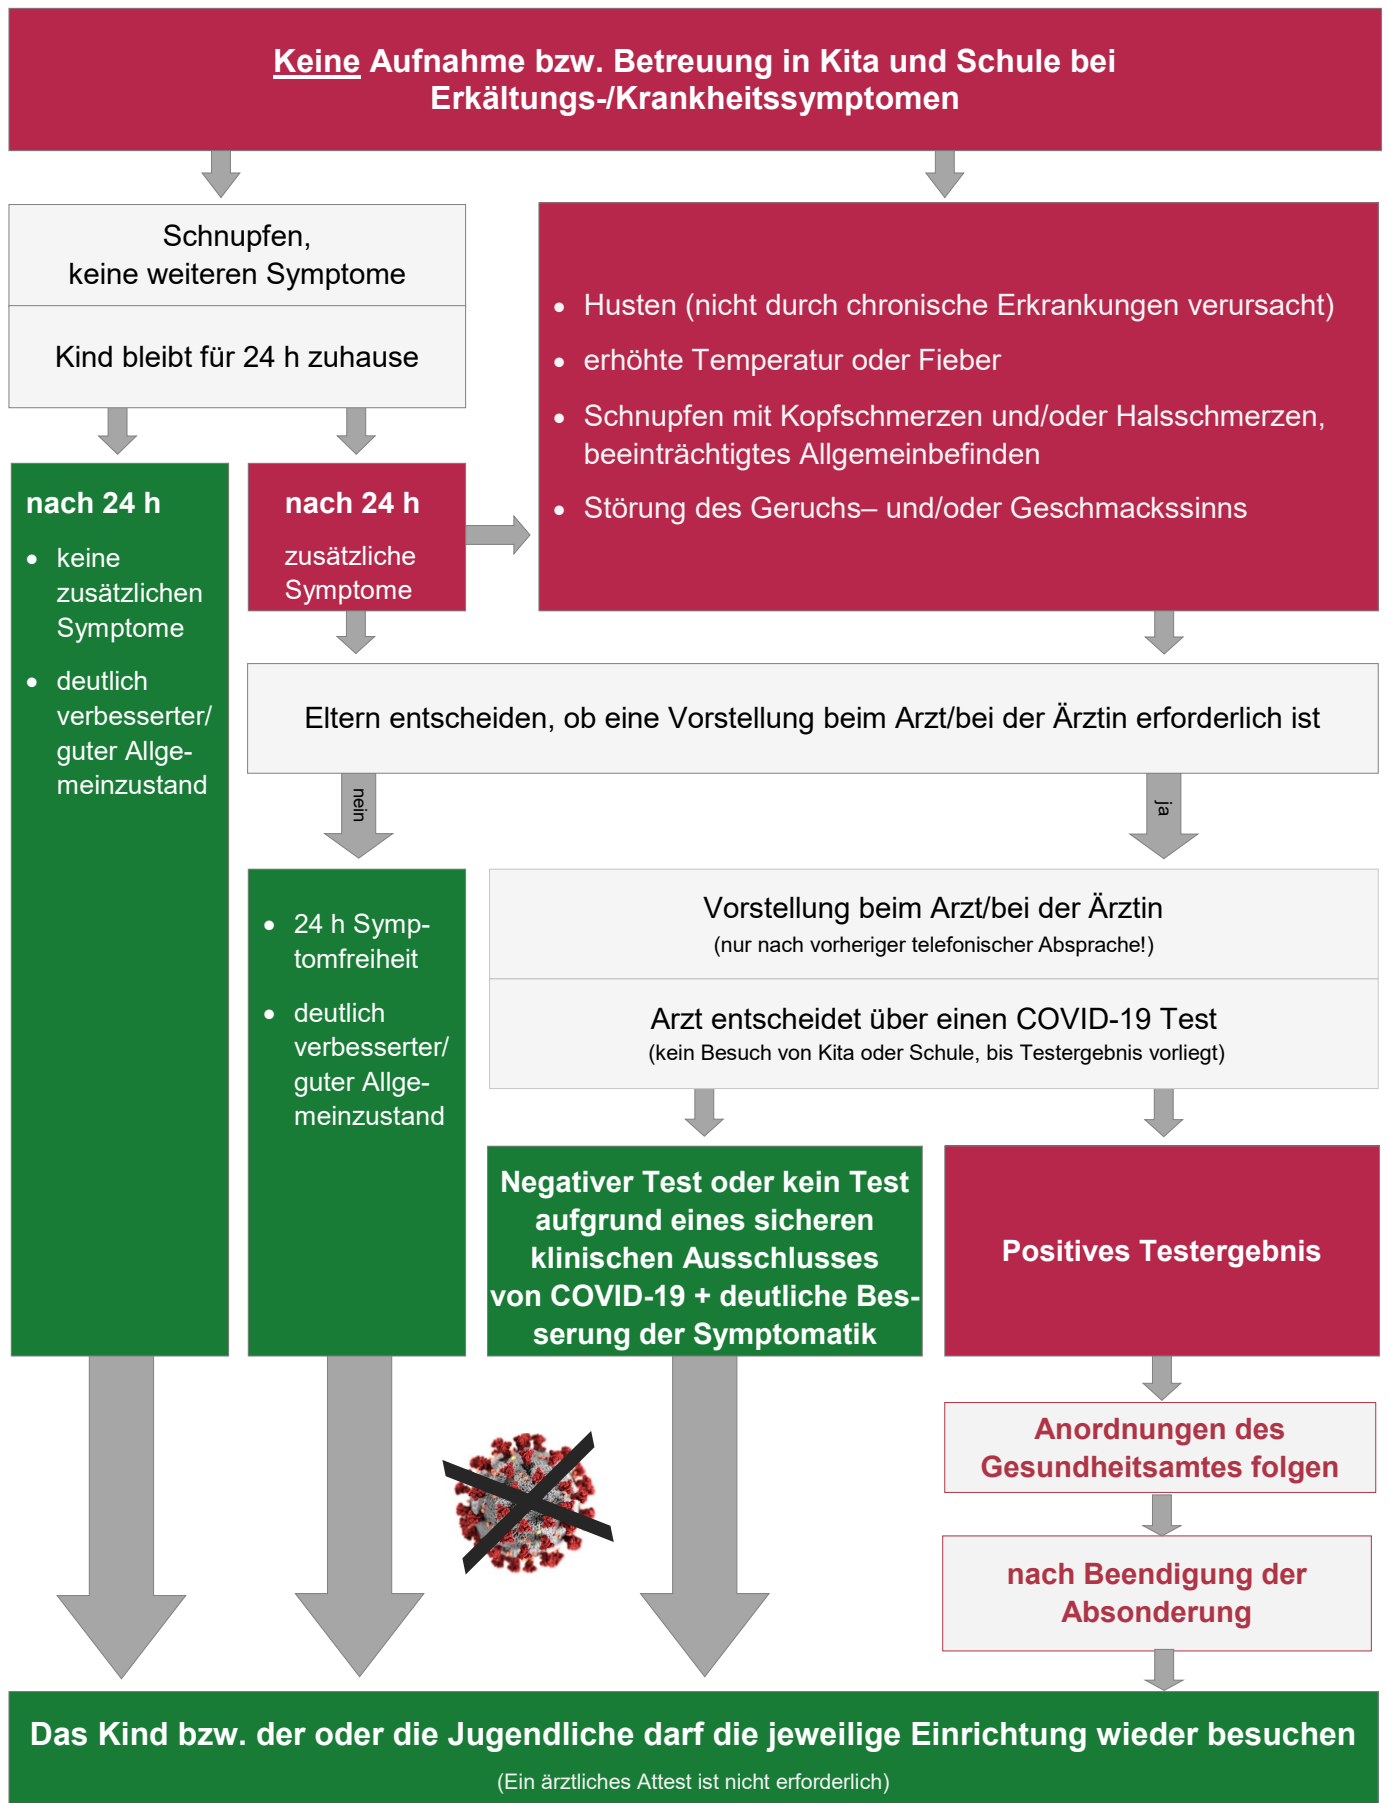 Keine Aufnahme bzw. Betreuung in Kita und Schule bei
Erkältungs-/Krankheitssymptomen
Schnupfen,
keine weiteren Symptome
Kind bleibt für 24 h zuhause
• Husten (nicht durch chronische Erkrankungen verursacht)
• erhöhte Temperatur oder Fieber
• Schnupfen mit Kopfschmerzen und/oder Halsschmerzen,
beeinträchtigtes Allgemeinbefinden
• Störung des Geruchs– und/oder Geschmackssinns
nach 24 h
• keine
zusätzlichen
Symptome
• deutlich
verbesserter/
guter Allge-
meinzustand
nach 24 h
zusätzliche
Symptome
Eltern entscheiden, ob eine Vorstellung beim Arzt/bei der Ärztin erforderlich ist
nein
ja
• 24 h Symp-
tomfreiheit
• deutlich
verbesserter/
guter Allge-
meinzustand
Vorstellung beim Arzt/bei der Ärztin
(nur nach vorheriger telefonischer Absprache!)
Arzt entscheidet über einen COVID-19 Test
(kein Besuch von Kita oder Schule, bis Testergebnis vorliegt)
Negativer Test oder kein Test
aufgrund eines sicheren
klinischen Ausschlusses
von COVID-19 + deutliche Bes-
serung der Symptomatik
Positives Testergebnis
Anordnungen des
Gesundheitsamtes folgen
nach Beendigung der
Absonderung
Das Kind bzw. der oder die Jugendliche darf die jeweilige Einrichtung wieder besuchen
(Ein ärztliches Attest ist nicht erforderlich)